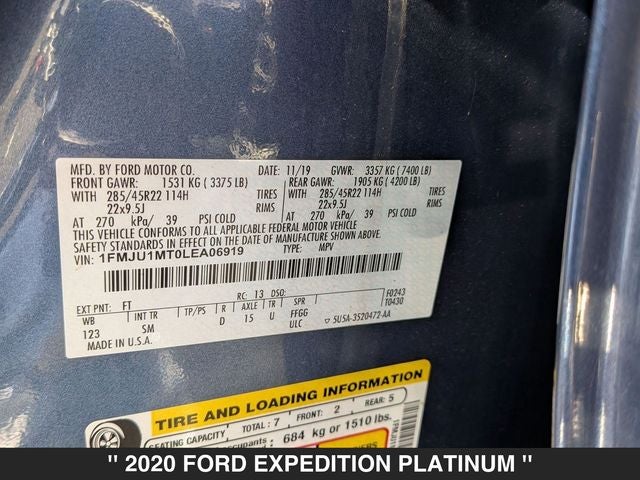 MFD. BY FORD MOTOR CO.
DATE: 11/19 GVWR: 3357 KG ( 7400 LB)
FRONT GAWR: 1531 KG ( 3375 LB) REAR GAWR: 1905 KG ( 4200 LB)
WITH 285/45R22 114H TIRES WITH 285/45R22 114H TIRES
22x9.5J RIMS 22x9.5J RIMS
AT 270 kPa/ 39 PSI COLD AT 270 kPa/ 39 PSI COLD
THIS VEHICLE CONFORMS TO ALL APPLICABLE FEDERAL MOTOR VEHICLE
SAFETY STANDARDS IN EFFECT ON THE DATE OF MANUFACTURE SHOWN ABOVE.
VIN: 1FMJU1MT0LEA06919 TYPE: MPV
EXT PNT: FT RC: 13 DSO: F0243
WB INT TR TP/PS R AXLE TR SPR T0430
123 SM D 15 U FFGG
ULC ▽ 5U5A-3520472-AA
MADE IN U.S.A.
TIRE AND LOADING INFORMATION
SEATING CAPACITY TOTAL: 7 FRONT: 2 REAR: 5
684 kg or 1510 lbs.
" 2020 FORD EXPEDITION PLATINUM "